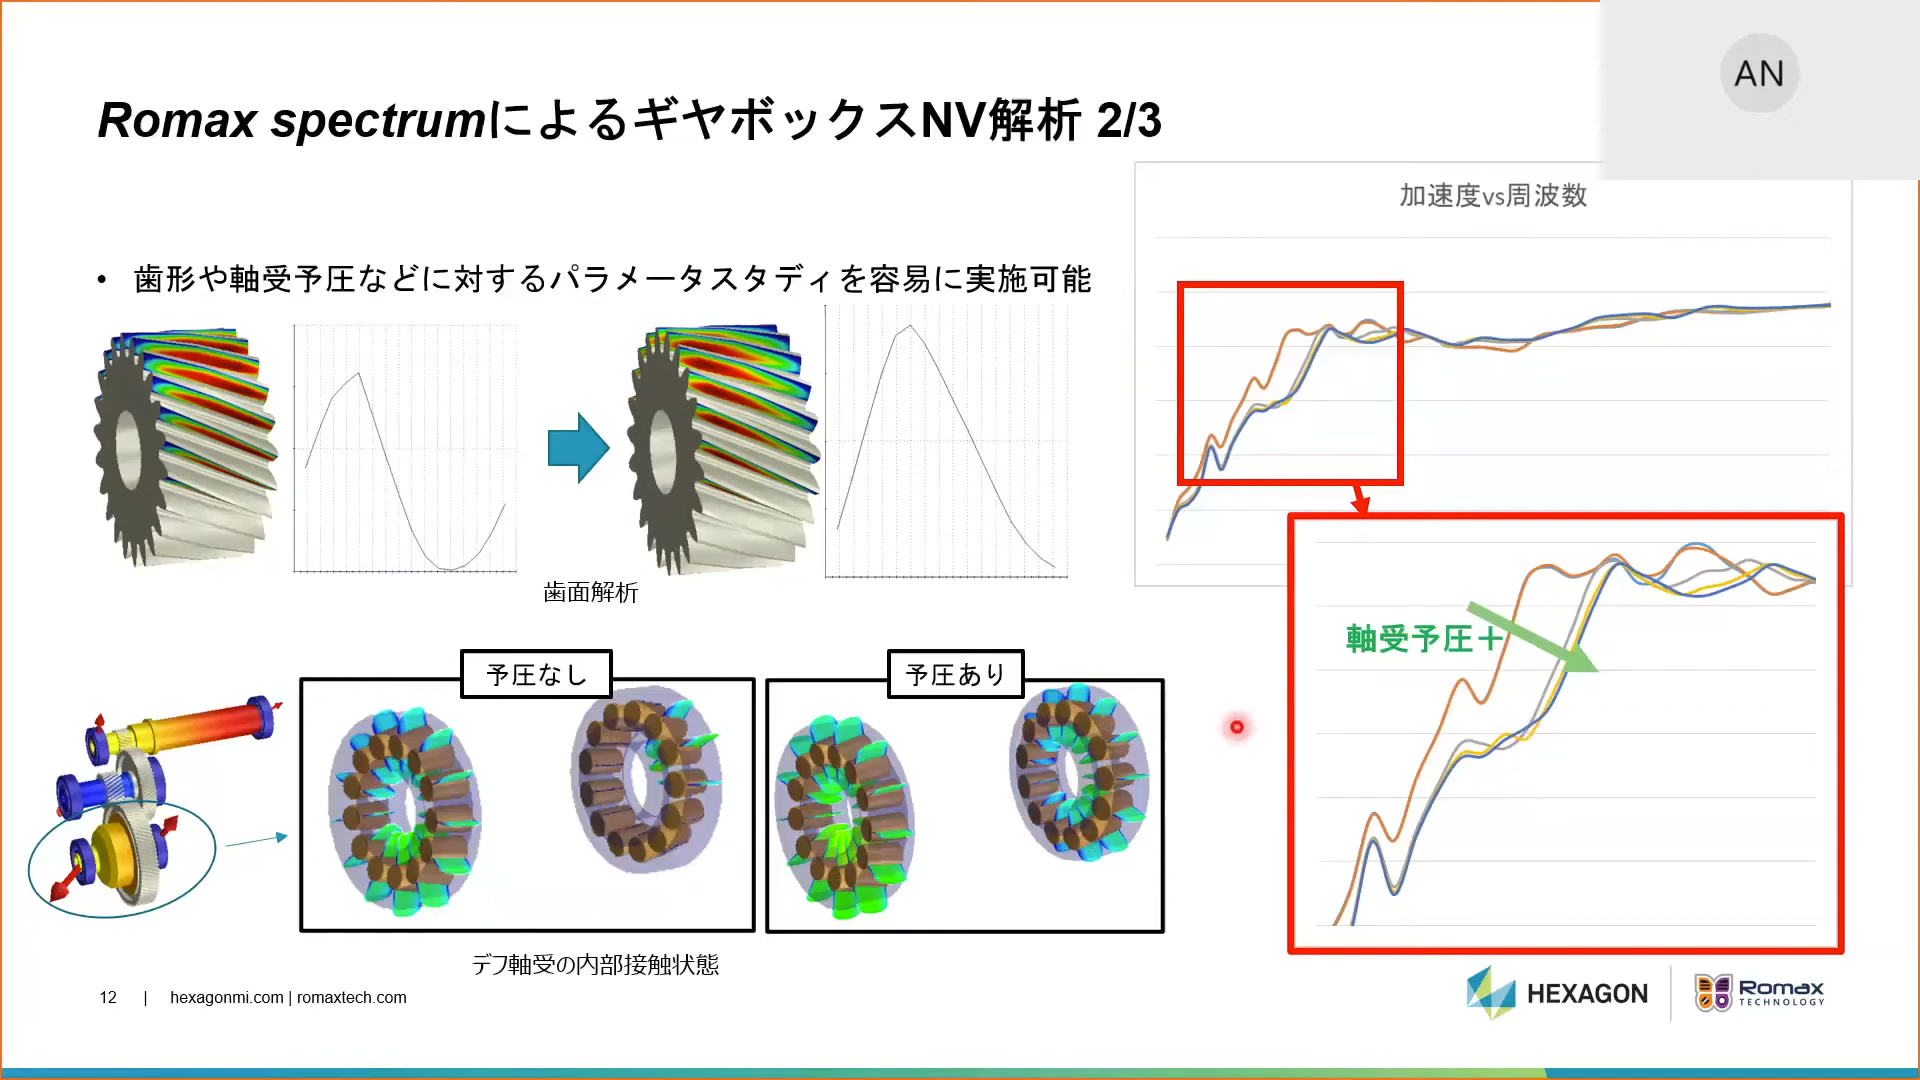 AN
Romax spectrumによるギヤボックスNV解析 2/3
加速度vs周波数
• 歯形や軸受予圧などに対するパラメータスタディを容易に実施可能
歯面解析
軸受予圧＋
予圧なし
予圧あり
デフ軸受の内部接触状態
12 | hexagonmi.com | romaxtech.com
HEXAGON
Romax
TECHNOLOGY